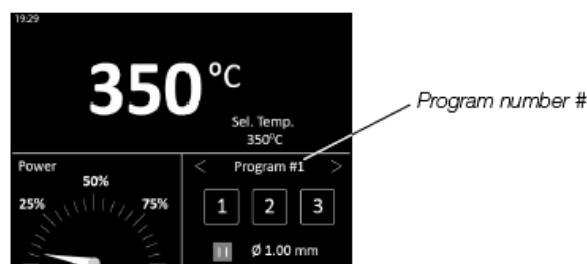 19:29
350°C
Sel. Temp.
350°C
Program number #
Power
25%
50%
75%
< Program #1 >
1 2 3
Ø 1.00 mm